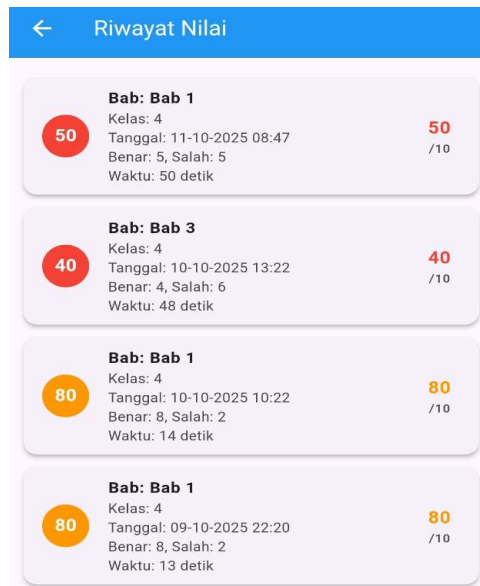 Riwayat Nilai
50
Bab: Bab 1
Kelas: 4
Tanggal: 11-10-2025 08:47
Benar: 5, Salah: 5
Waktu: 50 detik
50
/10
40
Bab: Bab 3
Kelas: 4
Tanggal: 10-10-2025 13:22
Benar: 4, Salah: 6
Waktu: 48 detik
40
/10
80
Bab: Bab 1
Kelas: 4
Tanggal: 10-10-2025 10:22
Benar: 8, Salah: 2
Waktu: 14 detik
80
/10
80
Bab: Bab 1
Kelas: 4
Tanggal: 09-10-2025 22:20
Benar: 8, Salah: 2
Waktu: 13 detik
80
/10